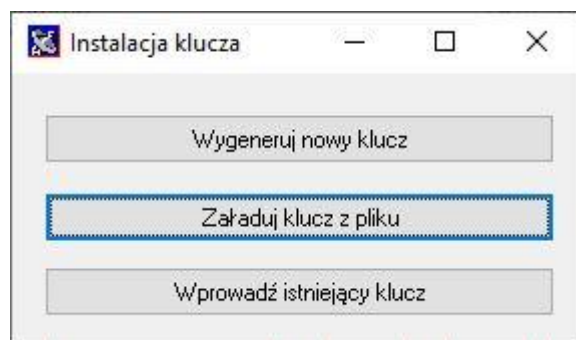 Instalacja klucza
Wygeneruj nowy klucz
Załaduj klucz z pliku
Wprowadź istniejący klucz